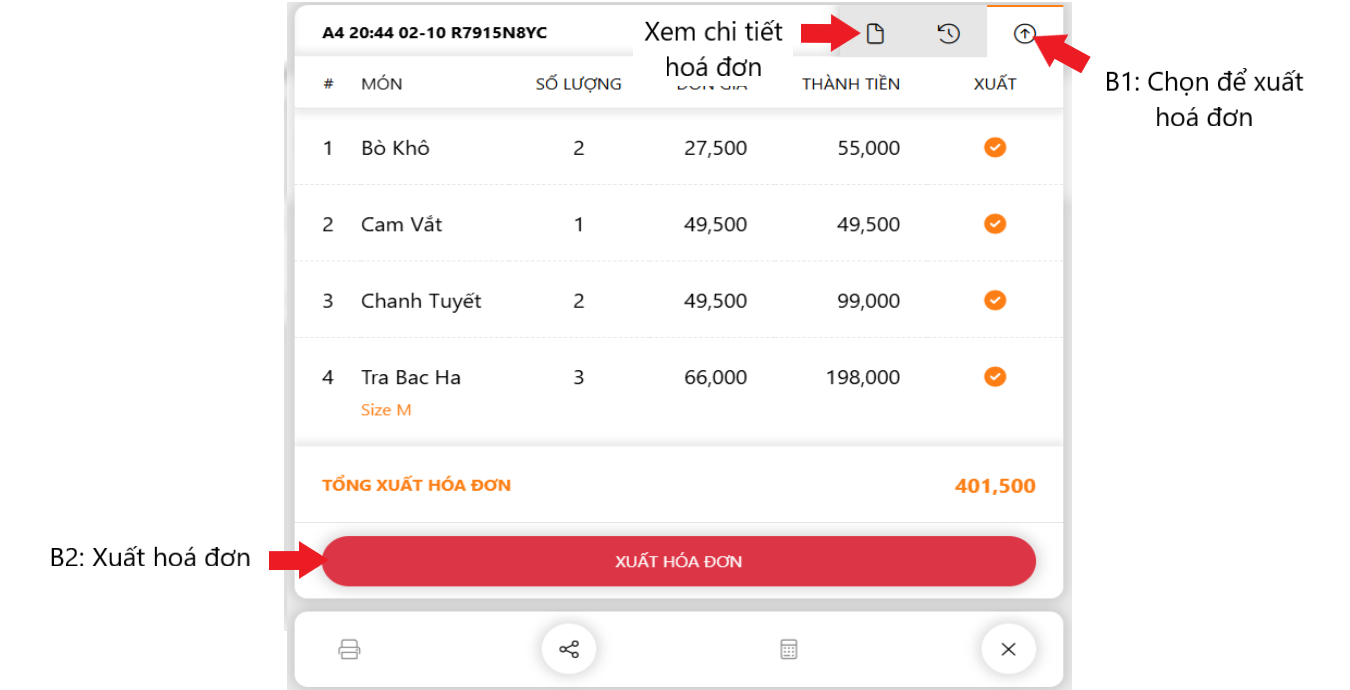 A4 20:44 02-10 R7915N8YC
Xem chi tiết
hoá đơn
B1: Chọn để xuất
hoá đơn
# MÓN SỐ LƯỢNG THÀNH TIỀN XUẤT
1 Bò Khô 2 27,500 55,000
2 Cam Vắt 1 49,500 49,500
3 Chanh Tuyết 2 49,500 99,000
4 Tra Bac Ha 3 66,000 198,000
Size M
TỔNG XUẤT HÓA ĐƠN 401,500
B2: Xuất hoá đơn
XUẤT HÓA ĐƠN